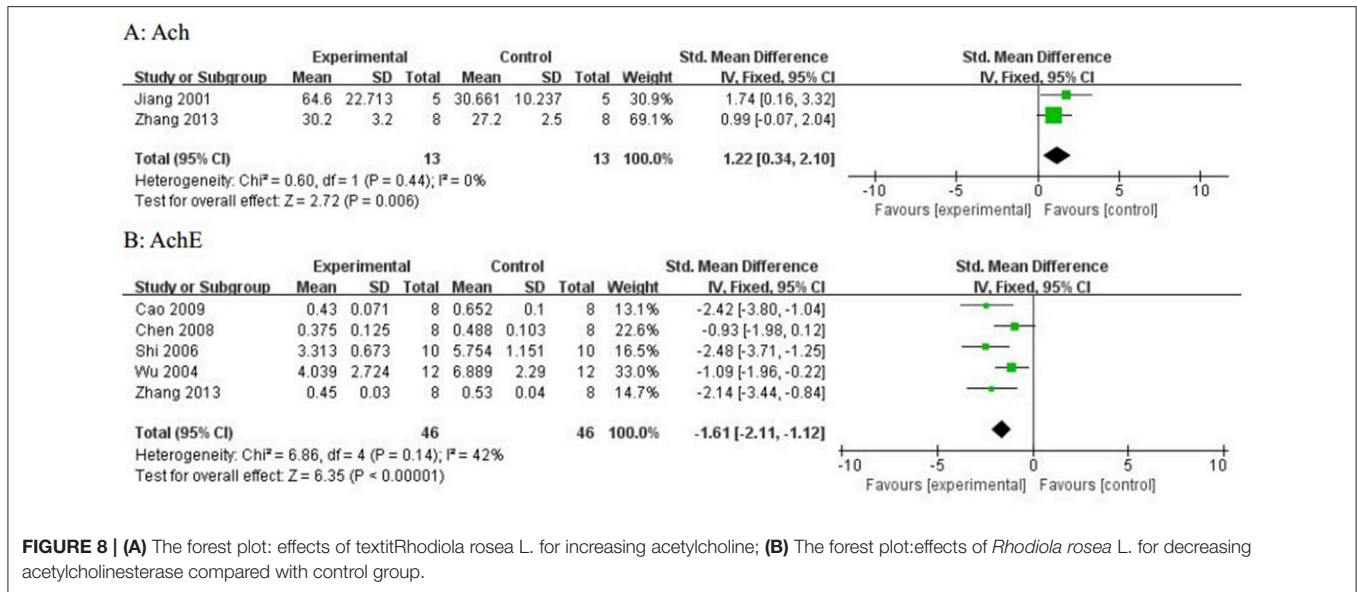 A: Ach
Experimental Control Std. Mean Difference Std. Mean Difference
Study or Subgroup Mean SD Total Mean SD Total Weight IV, Fixed, 95% CI IV, Fixed, 95% CI
Jiang 2001 64.6 22.713 5 30.661 10.237 5 30.9% 1.74 [0.16, 3.32]
Zhang 2013 30.2 3.2 8 27.2 2.5 8 69.1% 0.99 [-0.07, 2.04]
Total (95% CI) 13 13 100.0% 1.22 [0.34, 2.10]
Heterogeneity: Chi² = 0.60, df = 1 (P = 0.44); I² = 0%
Test for overall effect: Z = 2.72 (P = 0.006)
-10 -5 0 5 10
Favours [experimental] Favours [control]
B: AchE
Experimental Control Std. Mean Difference Std. Mean Difference
Study or Subgroup Mean SD Total Mean SD Total Weight IV, Fixed, 95% CI IV, Fixed, 95% CI
Cao 2009 0.43 0.071 8 0.652 0.1 8 13.1% -2.42 [-3.80, -1.04]
Chen 2008 0.375 0.125 8 0.488 0.103 8 22.6% -0.93 [-1.98, 0.12]
Shi 2006 3.313 0.673 10 5.754 1.151 10 16.5% -2.48 [-3.71, -1.25]
Wu 2004 4.039 2.724 12 6.889 2.29 12 33.0% -1.09 [-1.96, -0.22]
Zhang 2013 0.45 0.03 8 0.53 0.04 8 14.7% -2.14 [-3.44, -0.84]
Total (95% CI) 46 46 100.0% -1.61 [-2.11, -1.12]
Heterogeneity: Chi² = 6.86, df = 4 (P = 0.14); I² = 42%
Test for overall effect: Z = 6.35 (P < 0.00001)
-10 -5 0 5 10
Favours [experimental] Favours [control]
FIGURE 8 | (A) The forest plot: effects of textitRhodiola rosea L. for increasing acetylcholine; (B) The forest plot:effects of Rhodiola rosea L. for decreasing
acetylcholinesterase compared with control group.